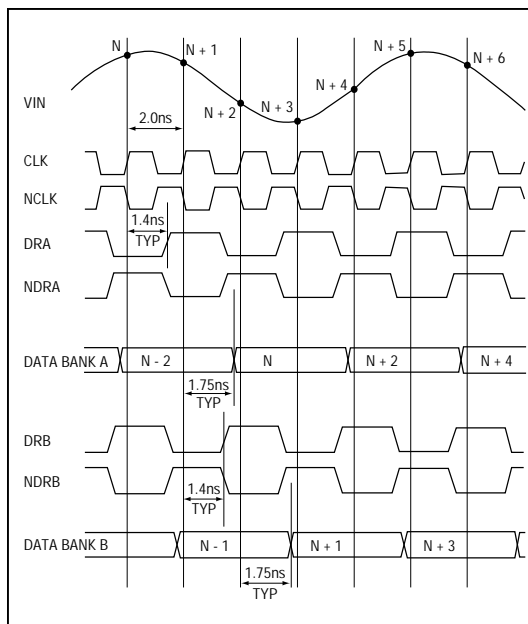 N
N + 1
N + 2
N + 3
N + 4
N + 5
N + 6
VIN
2.0ns
CLK
NCLK
1.4ns
TYP
DRA
NDRA
DATA BANK A
N - 2
N
N + 2
N + 4
1.75ns
TYP
DRB
NDRB
1.4ns
TYP
DATA BANK B
N - 1
N + 1
N + 3
1.75ns
TYP